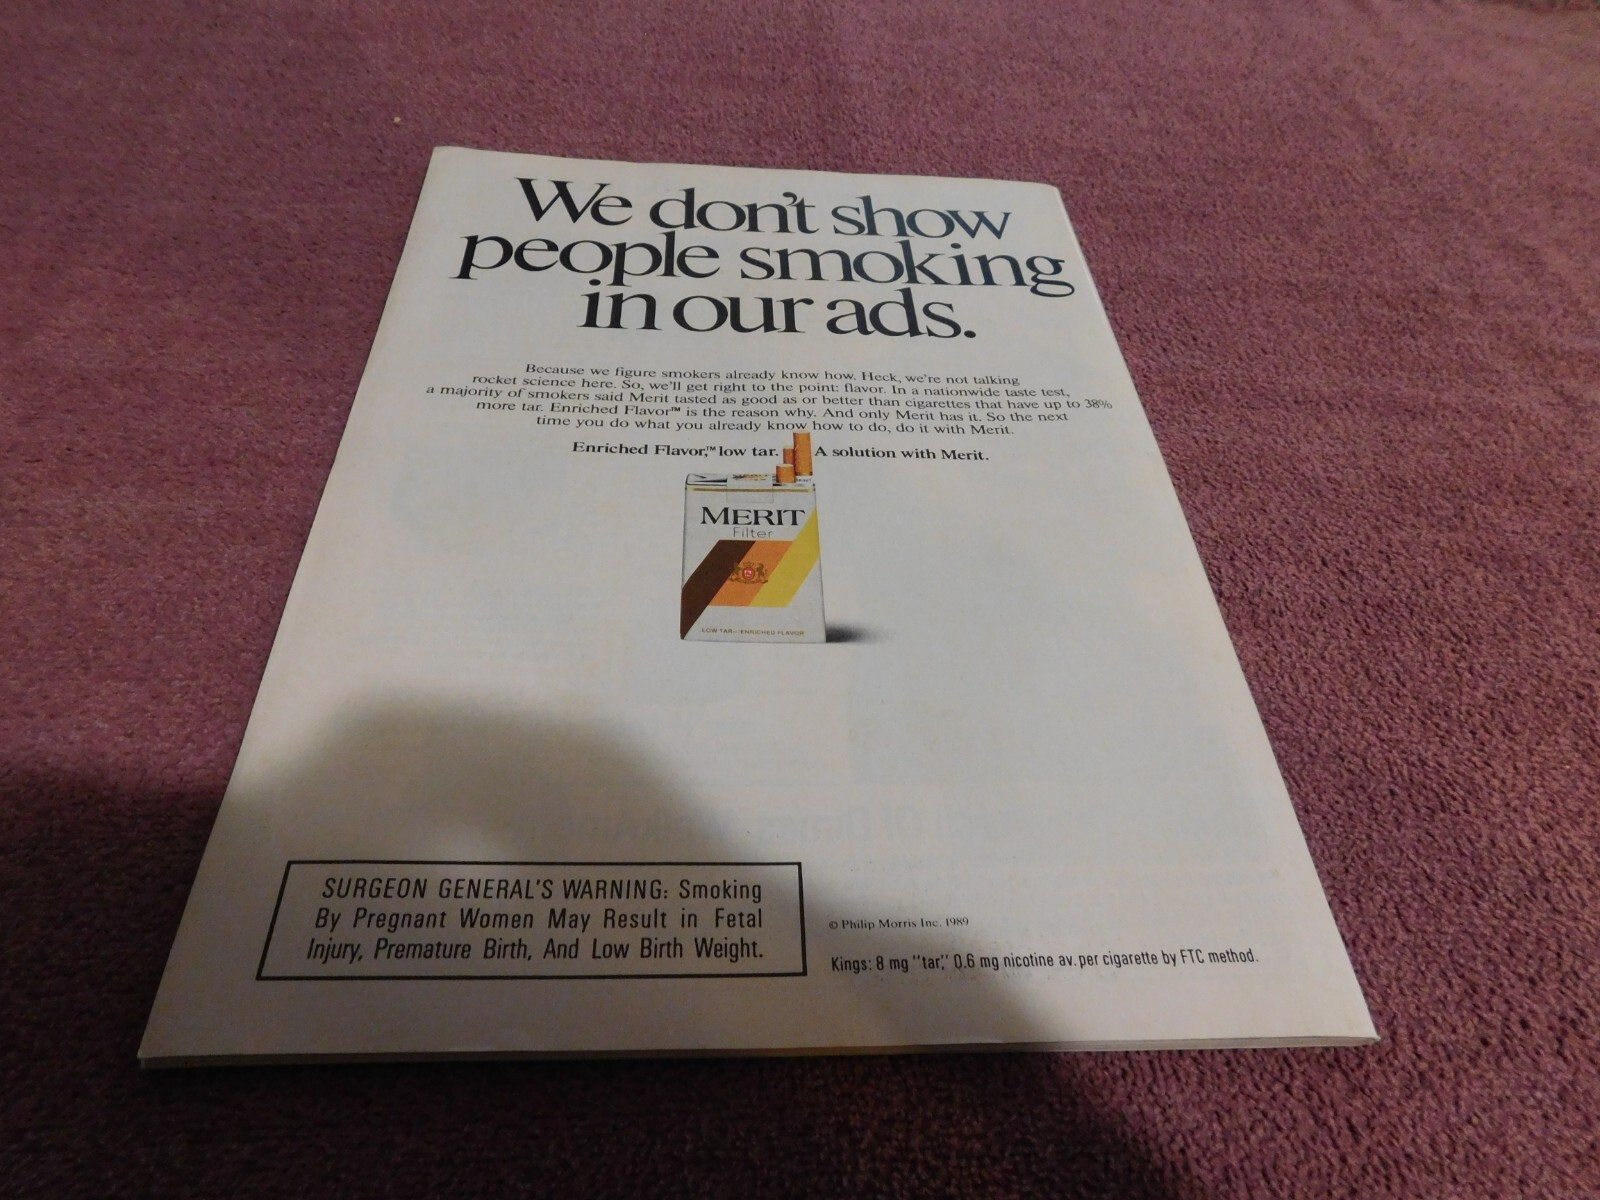 We don't show
people smoking
in our ads.
Because we figure smokers already know how. Heck, we're not talking
rocket science here. So, we'll get right to the point: flavor. In a nationwide taste test,
a majority of smokers said Merit tasted as good as or better than cigarettes that have up to 38%
more tar. Enriched Flavor™ is the reason why. And only Merit has it. So the next
time you do what you already know how to do, do it with Merit.
Enriched Flavor,™ low tar. A solution with Merit.
MERIT
Filter
LOW TAR—ENRICHED FLAVOR
SURGEON GENERAL'S WARNING: Smoking
By Pregnant Women May Result in Fetal
Injury, Premature Birth, And Low Birth Weight.
© Philip Morris Inc. 1989
Kings: 8 mg "tar," 0.6 mg nicotine av. per cigarette by FTC method.